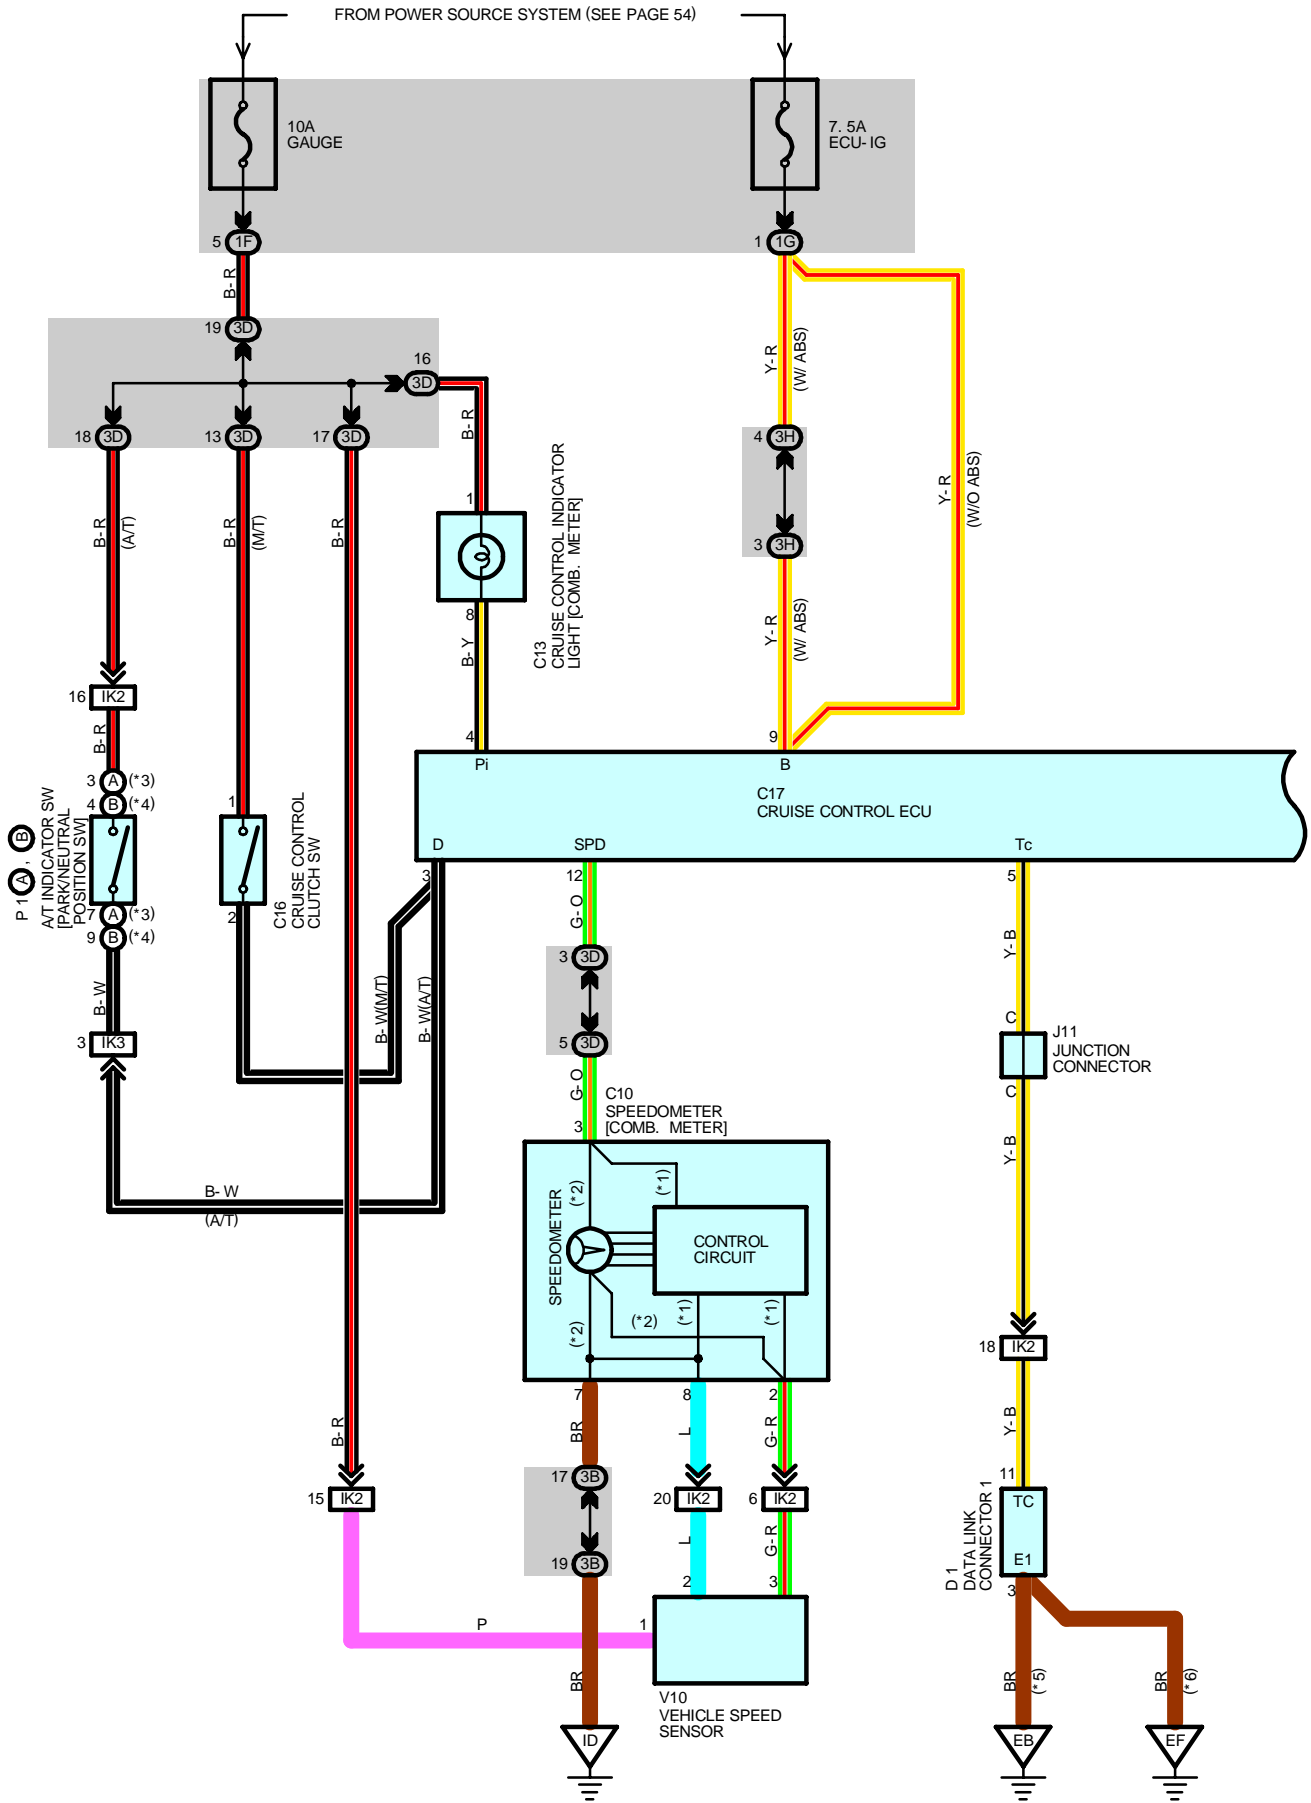 FROM POWER SOURCE SYSTEM (SEE PAGE 54)
10A
GAUGE
7. 5A
ECU- IG
5 1F
1 1G
B- R
19 3D
16
3D
18 3D
13 3D
17 3D
B- R
(A/T)
B- R
(M/T)
B- R
B- R
Y- R
(W/ ABS)
4 3H
3 3H
Y- R
(W/ ABS)
Y- R
(W/O ABS)
1
8
C13
CRUISE CONTROL INDICATOR
LIGHT [COMB. METER]
B- Y
16 IK2
B- R
3 A (*3)
4 B (*4)
P 1 A , B
A/T INDICATOR SW
[PARK/NEUTRAL
POSITION SW]
7 A (*3)
9 B (*4)
B- W
3 IK3
1
2
C16
CRUISE CONTROL
CLUTCH SW
4
Pi
9
B
C17
CRUISE CONTROL ECU
D
SPD
Tc
3
12
5
B- W(M/T)
B- W(A/T)
B- W
(A/T)
G- O
3 3D
5 3D
G- O
3
C10
SPEEDOMETER
[COMB. METER]
(*2)
(*1)
SPEEDOMETER
CONTROL
CIRCUIT
(*2)
(*2)
(*1)
(*1)
7
8
2
BR
L
G- R
17 3B
19 3B
20 IK2
6 IK2
L
G- R
2
3
B- R
15 IK2
P
1
V10
VEHICLE SPEED
SENSOR
BR
ID
Y- B
C
J11
JUNCTION
CONNECTOR
C
Y- B
18 IK2
Y- B
11
TC
E1
D 1
DATA LINK
CONNECTOR 1
3
BR
(*5)
BR
(*6)
EB
EF